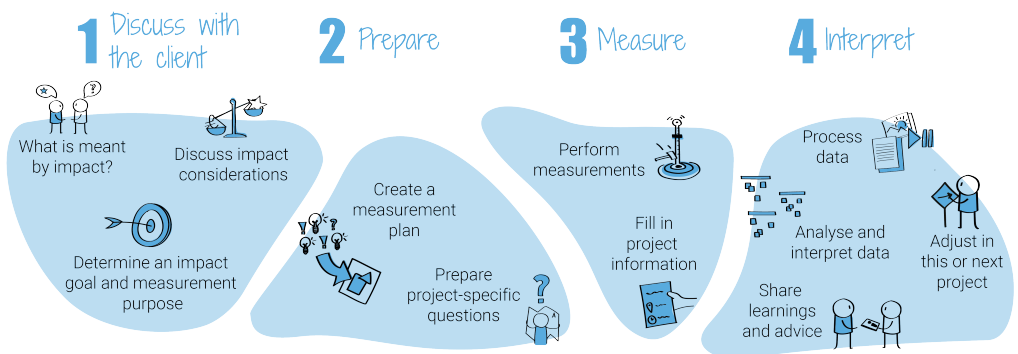 1 Discuss with
the client
2 Prepare
3 Measure
4 Interpret
What is meant
by impact?
Discuss impact
considerations
Determine an impact
goal and measurement
purpose
Create a
measurement
plan
Prepare
project-specific
questions
Perform
measurements
Fill in
project
information
Process
data
Analyse and
interpret data
Adjust in
this or next
project
Share
learnings
and advice